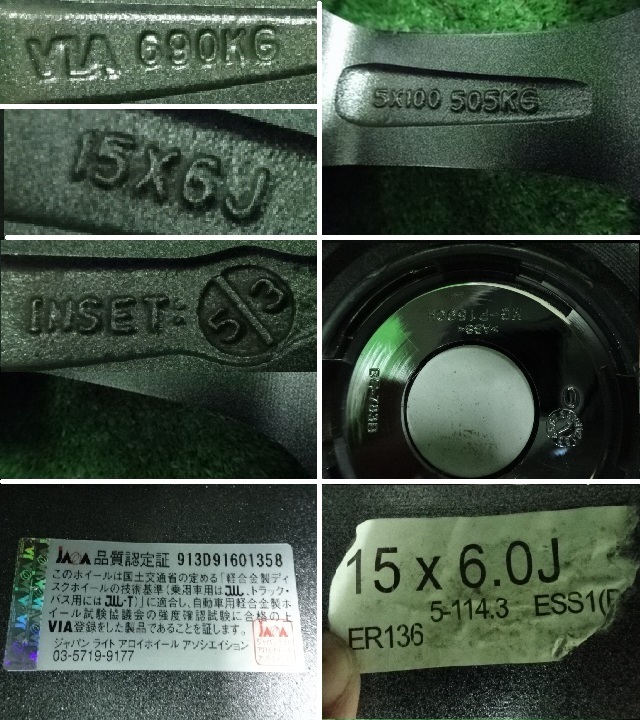 VIA 690KG
5X100 505KG
15X6J
INSET: 53
>ABS<
JAWA 品質認定証 913D91601358
このホイールは国土交通省の定める「軽合金製ディ
スクホイールの技術基準（乗用車用はJWL、トラック・
バス用にはJWL-T)」に適合し、自動車用軽合金製ホ
イール試験協議会の強度確認試験に合格の上
VIA登録をした製品であることを証します。
ジャパン ライト アロイホイール アソシエイション
03-5719-9177
15 x 6.0J
5-114.3 ESS1(
ER136